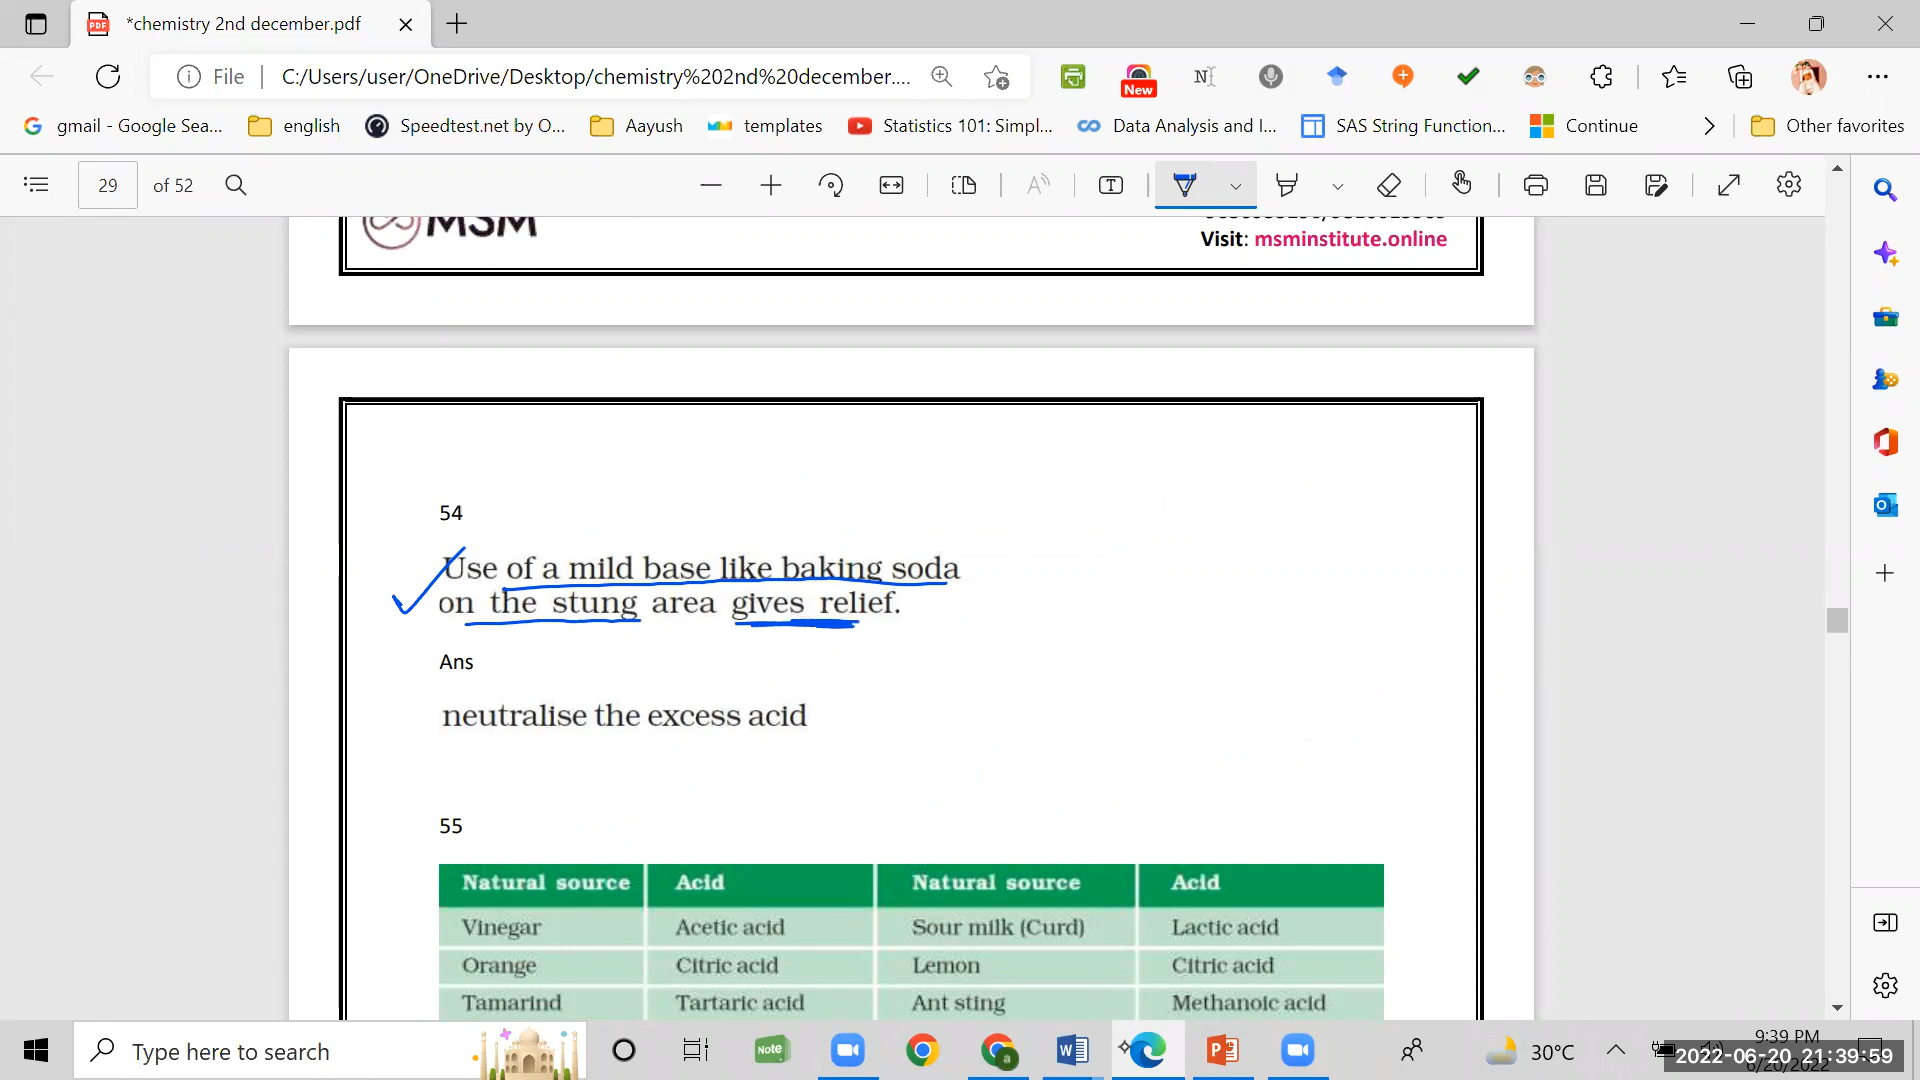 *chemistry 2nd december.pdf
File
C:/Users/user/OneDrive/Desktop/chemistry%202nd%20december....
New
gmail - Google Sea...
english
Speedtest.net by O...
Aayush
templates
Statistics 101: Simpl...
Data Analysis and I...
SAS String Function...
Continue
Other favorites
29
of 52
MSM
Visit: msminstitute.online
54
Use of a mild base like baking soda
on the stung area gives relief.
Ans
neutralise the excess acid
55
Natural source Acid Natural source Acid
Vinegar Acetic acid Sour milk (Curd) Lactic acid
Orange Citric acid Lemon Citric acid
Tamarind Tartaric acid Ant sting Methanoic acid
Type here to search
Note
30°C
9:39 PM
2022-06-20 21:39:59